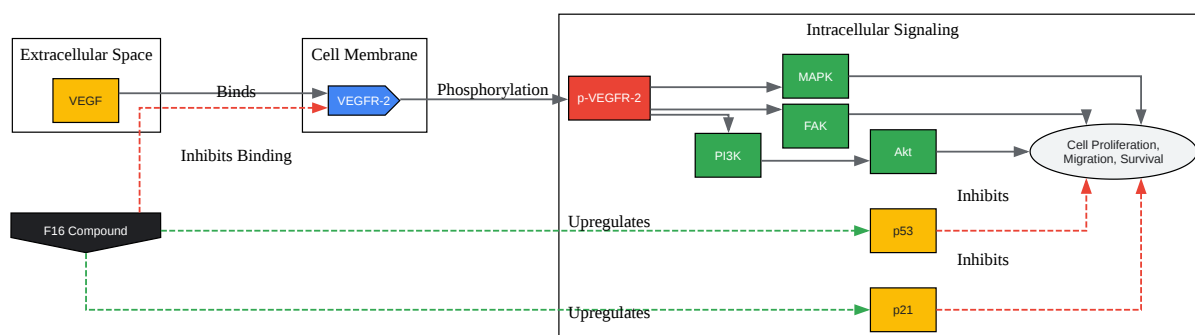 Intracellular Signaling
Extracellular Space
Cell Membrane
VEGF
Binds
VEGFR-2
Phosphorylation
p-VEGFR-2
MAPK
FAK
PI3K
Akt
Cell Proliferation,
Migration, Survival
Inhibits Binding
F16 Compound
Upregulates
p53
Inhibits
Inhibits
Upregulates
p21